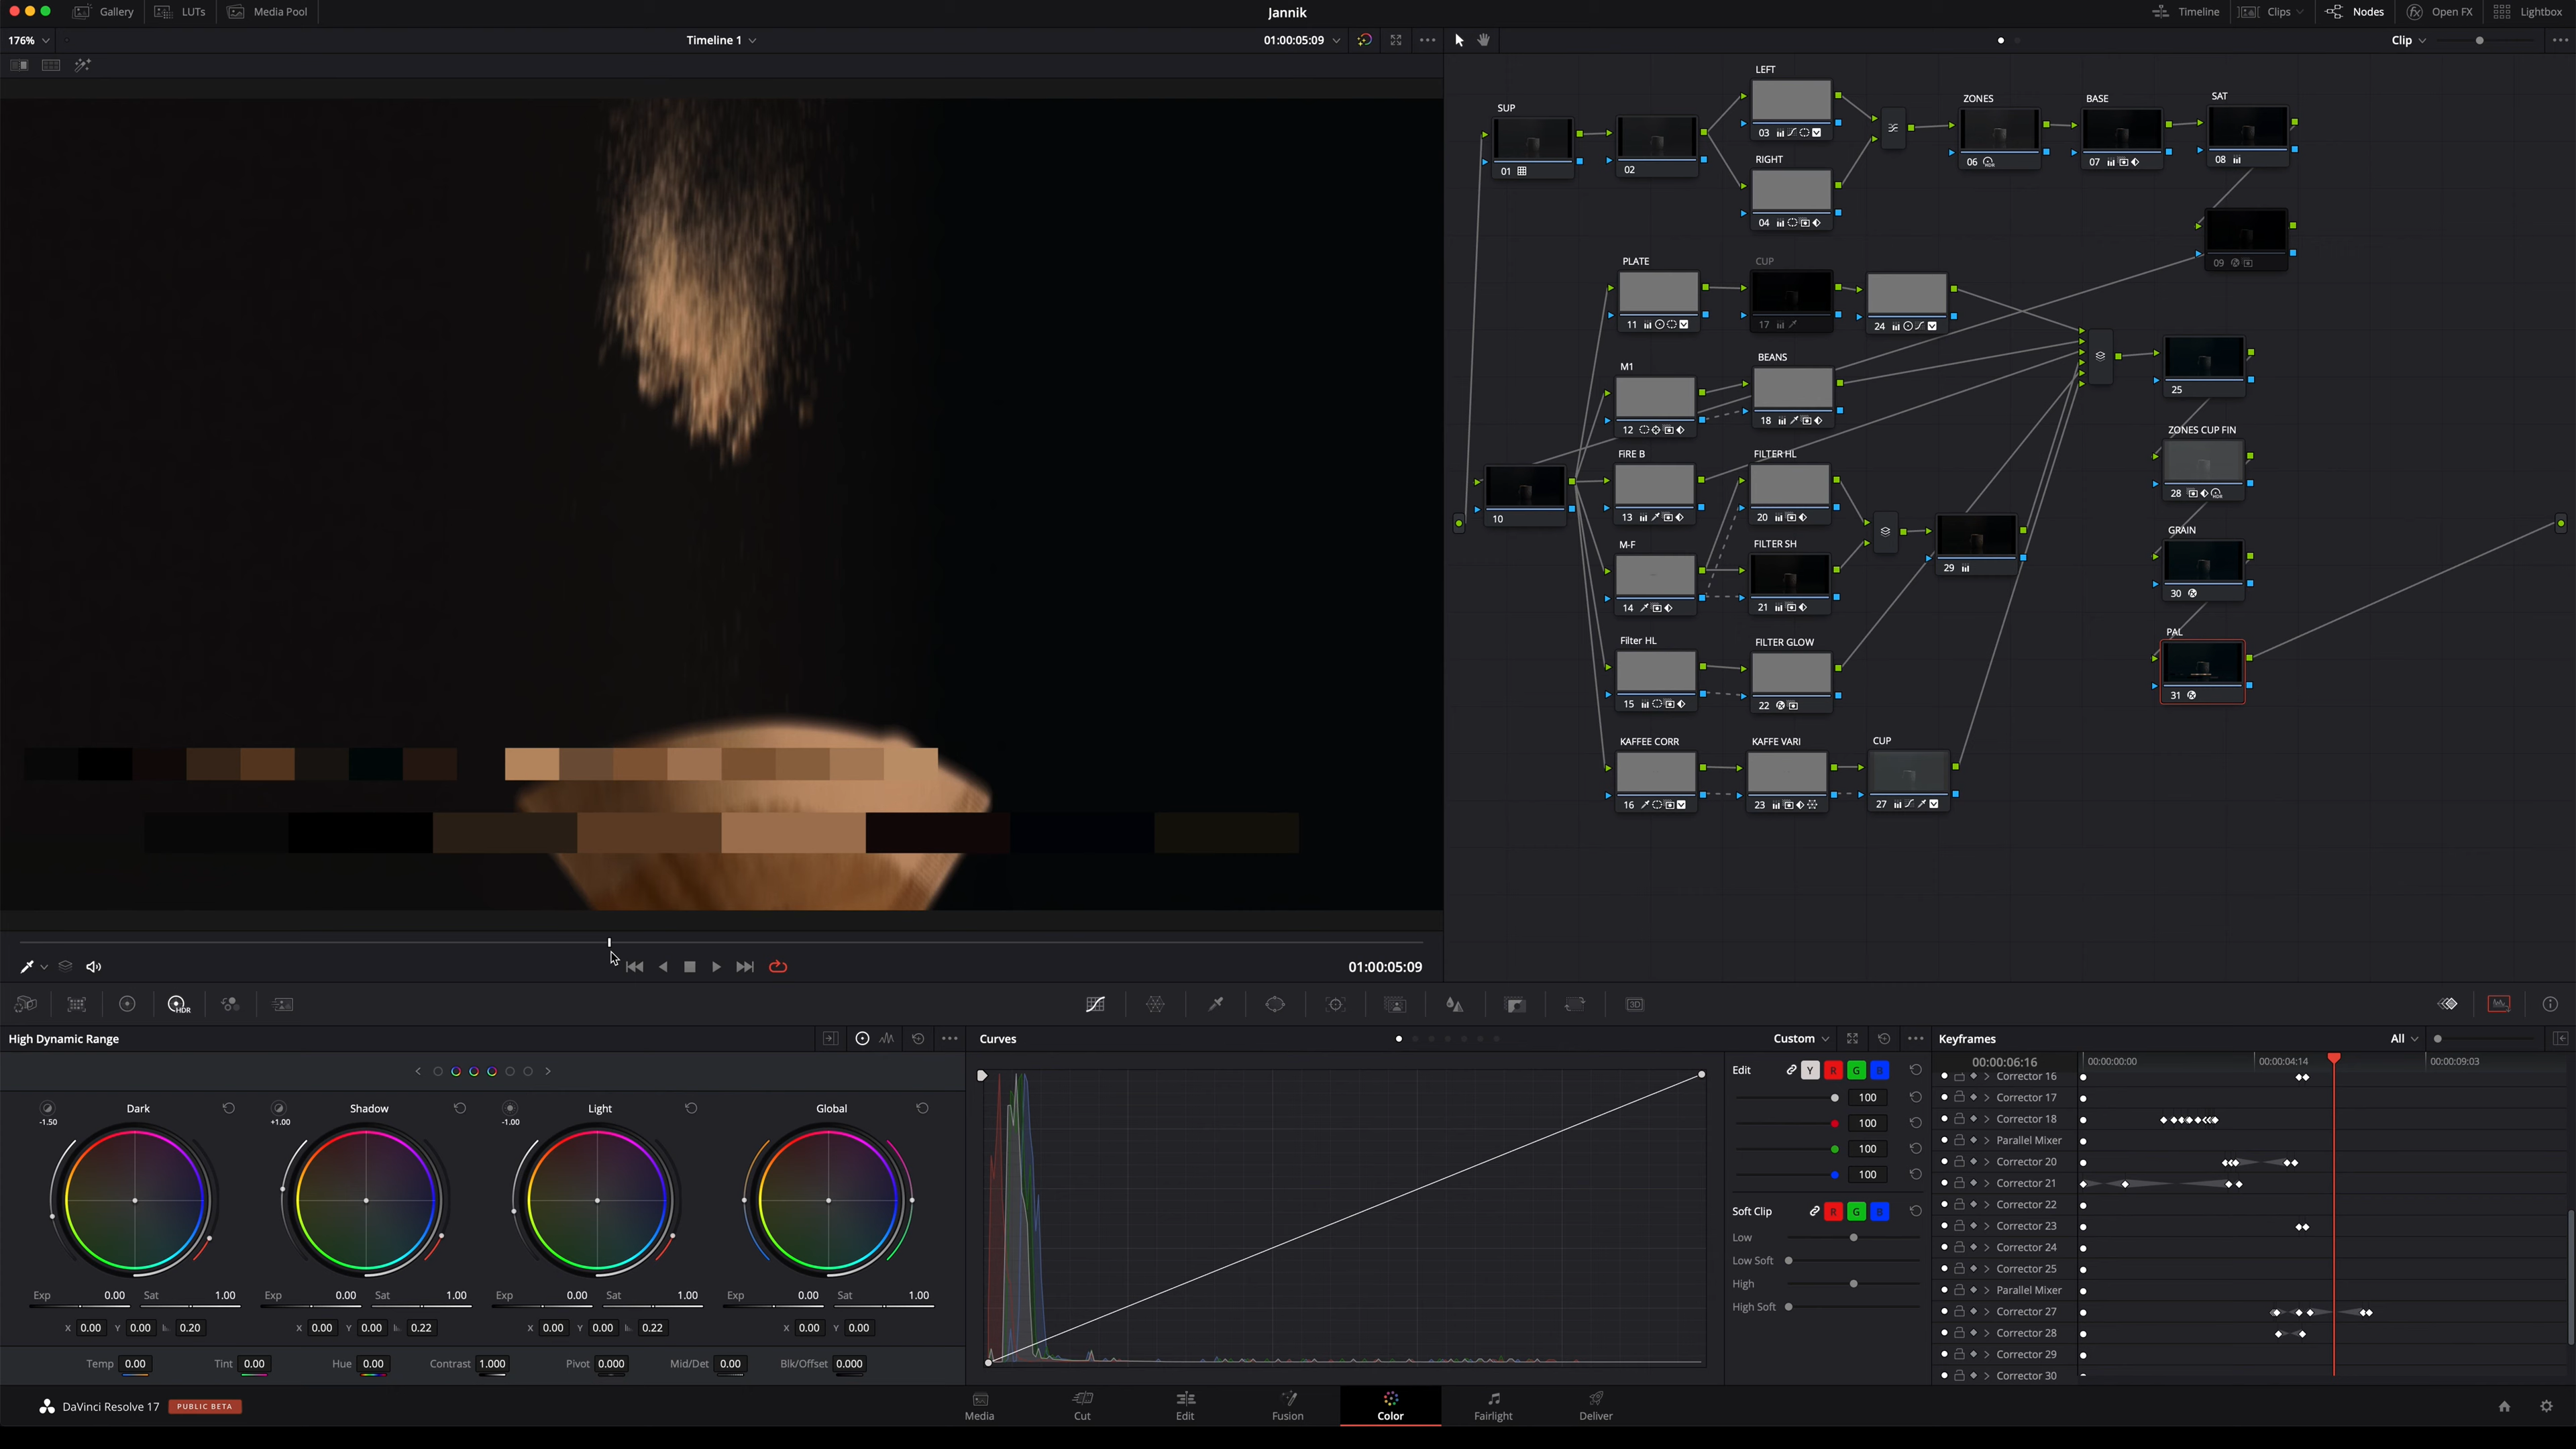 Gallery LUTs Media Pool Jannik Timeline Clips Nodes Open FX Lightbox
176% Timeline 1 01:00:05:09 Clip
LEFT
03
RIGHT
04
SUP
01
02
ZONES
06
BASE
07
SAT
08
09
PLATE
11
CUP
17
24
M1
12
BEANS
18
25
10
FIRE B
13
FILTER HL
20
M-F
14
FILTER SH
21
29
ZONES CUP FIN
28
GRAIN
30
PAL
31
Filter HL
15
FILTER GLOW
22
KAFFEE CORR
16
KAFFE VARI
23
CUP
27
01:00:05:09
HDR
3D
High Dynamic Range
Dark Shadow Light Global
-1.50 +1.00 -1.00
Exp 0.00 Sat 1.00 Exp 0.00 Sat 1.00 Exp 0.00 Sat 1.00 Exp 0.00 Sat 1.00
X 0.00 Y 0.00 0.20 X 0.00 Y 0.00 0.22 X 0.00 Y 0.00 0.22 X 0.00 Y 0.00
Temp 0.00 Tint 0.00 Hue 0.00 Contrast 1.000 Pivot 0.000 Mid/Det 0.00 Blk/Offset 0.000
Curves Custom
Edit Y R G B
100
100
100
100
Soft Clip R G B
Low
Low Soft
High
High Soft
Keyframes All
00:00:06:16 00:00:00:00 00:00:04:14 00:00:09:03
Corrector 16
Corrector 17
Corrector 18
Parallel Mixer
Corrector 20
Corrector 21
Corrector 22
Corrector 23
Corrector 24
Corrector 25
Parallel Mixer
Corrector 27
Corrector 28
Corrector 29
Corrector 30
DaVinci Resolve 17 PUBLIC BETA
Media Cut Edit Fusion Color Fairlight Deliver